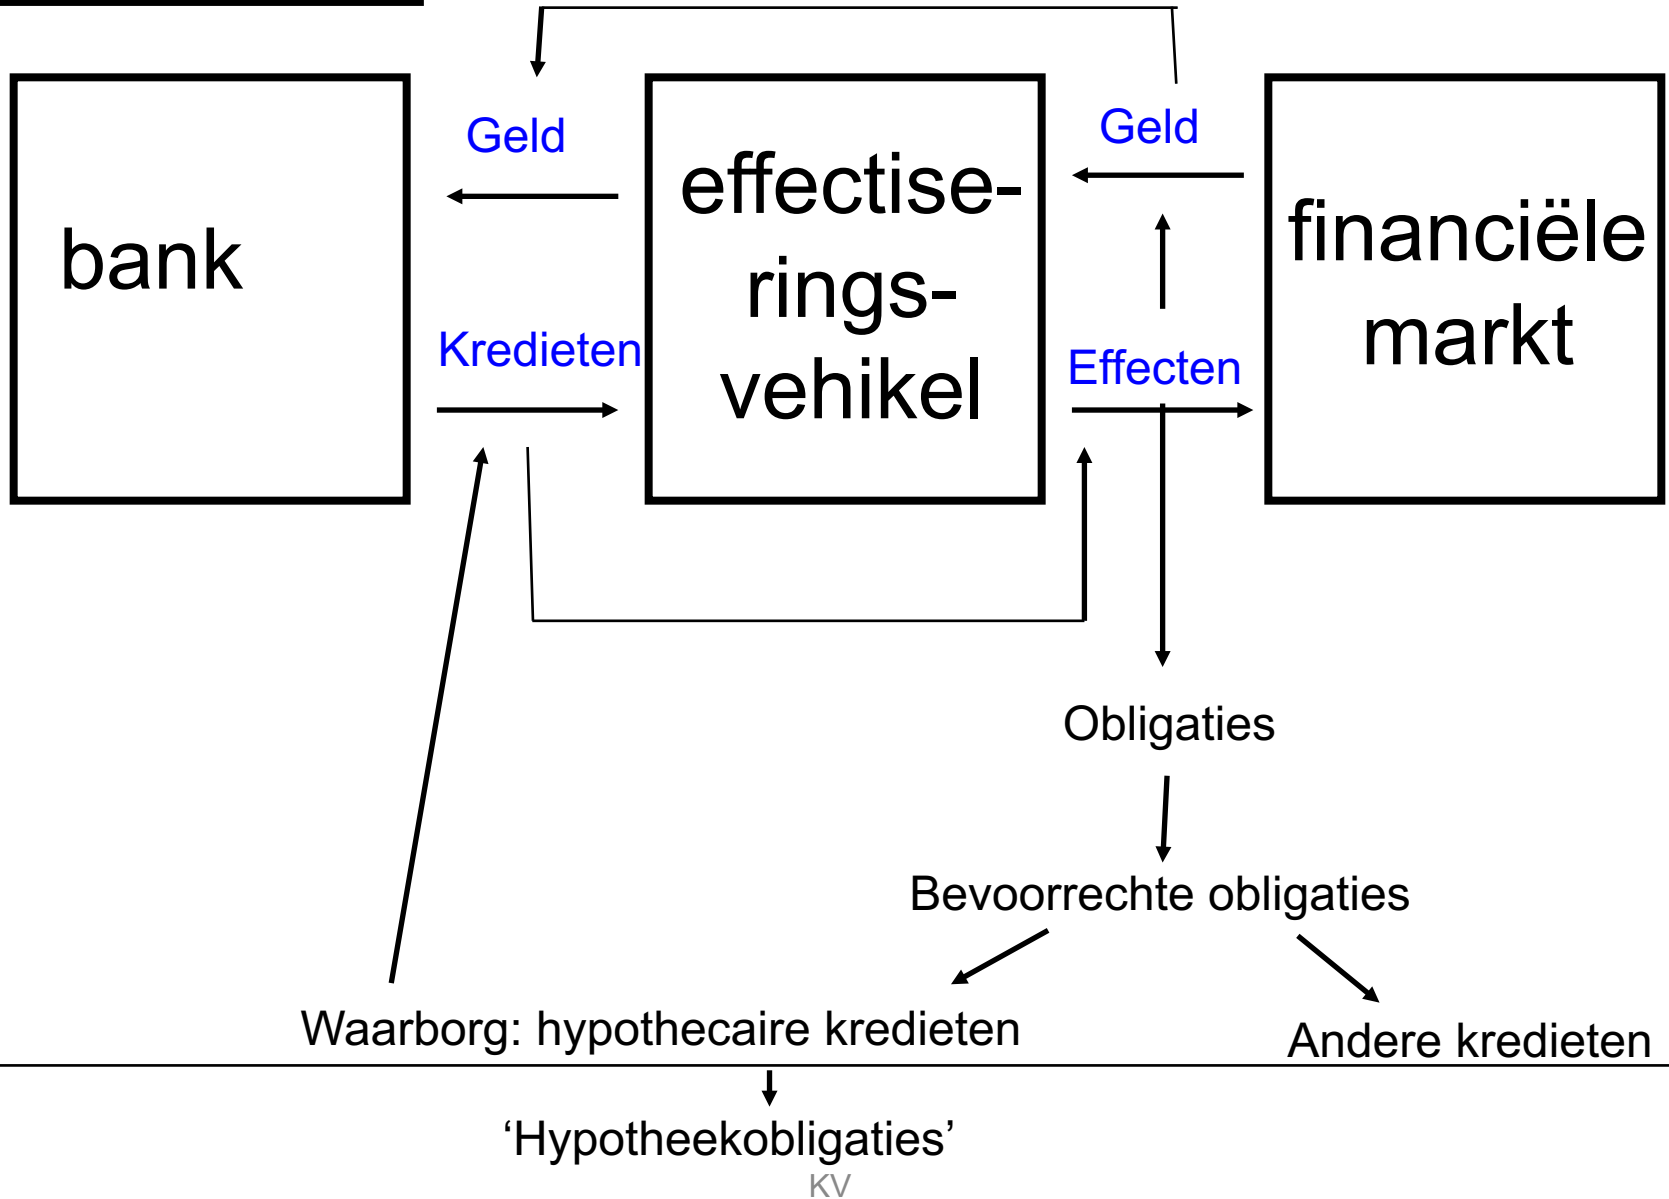 bank
Geld
Kredieten
effectise-
rings-
vehikel
Geld
Effecten
financiële
markt
Obligaties
Bevoorrechte obligaties
Waarborg: hypothecaire kredieten
Andere kredieten
‘Hypotheekobligaties’
KV